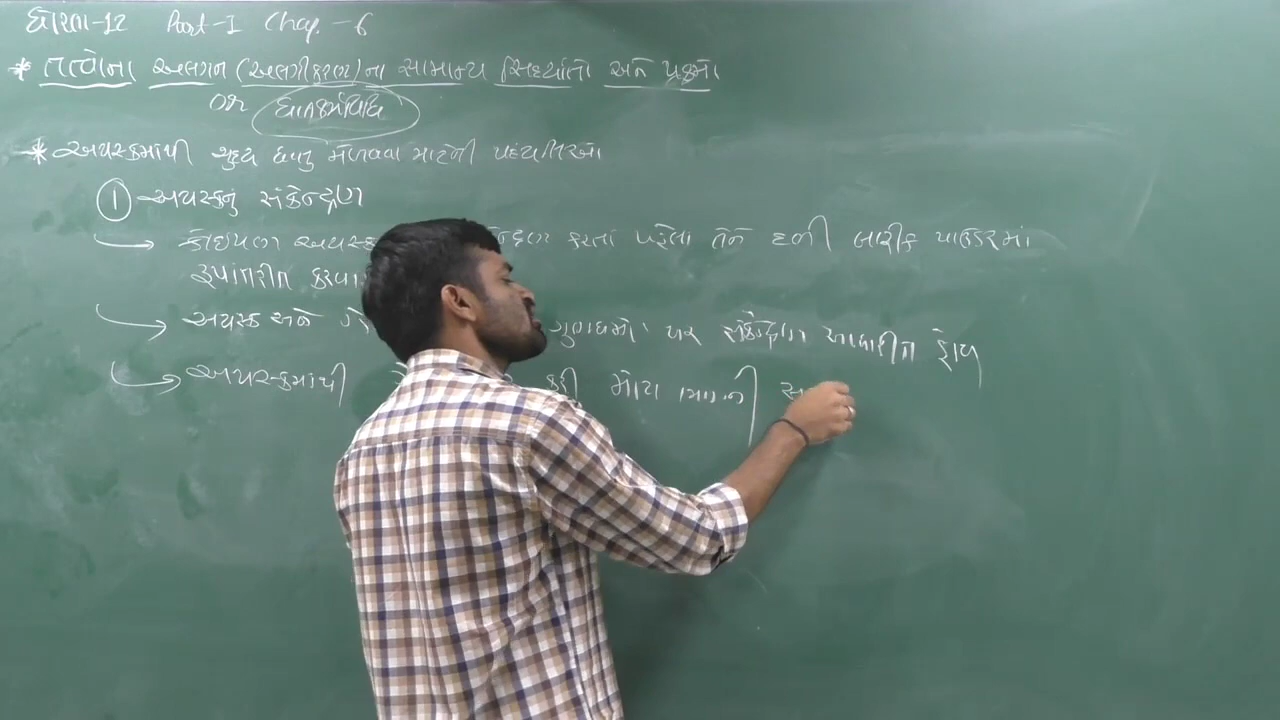 ધોરણ-12 Part-I Chap-6
* તત્વોના અલગન (અલગીકરણ)ના સામાન્ય સિદ્ધાંતો અને પ્રક્રમો
or ધાતુકર્મવિધિ
* અયસ્કમાંથી શુદ્ધ ધાતુ મેળવવા માટેની પદ્ધતિઓ
① અયસ્કનું સંકેન્દ્રણ
→ કોઇપણ અયસ્ક કરતાં પહેલા તેને દળી બારીક પાઉડરમાં
રૂપાંતરીત કરવા
→ અયસ્ક અને ગુણધર્મો પર સંકેન્દ્રણ આધારીત હોય
→ અયસ્કમાંથી